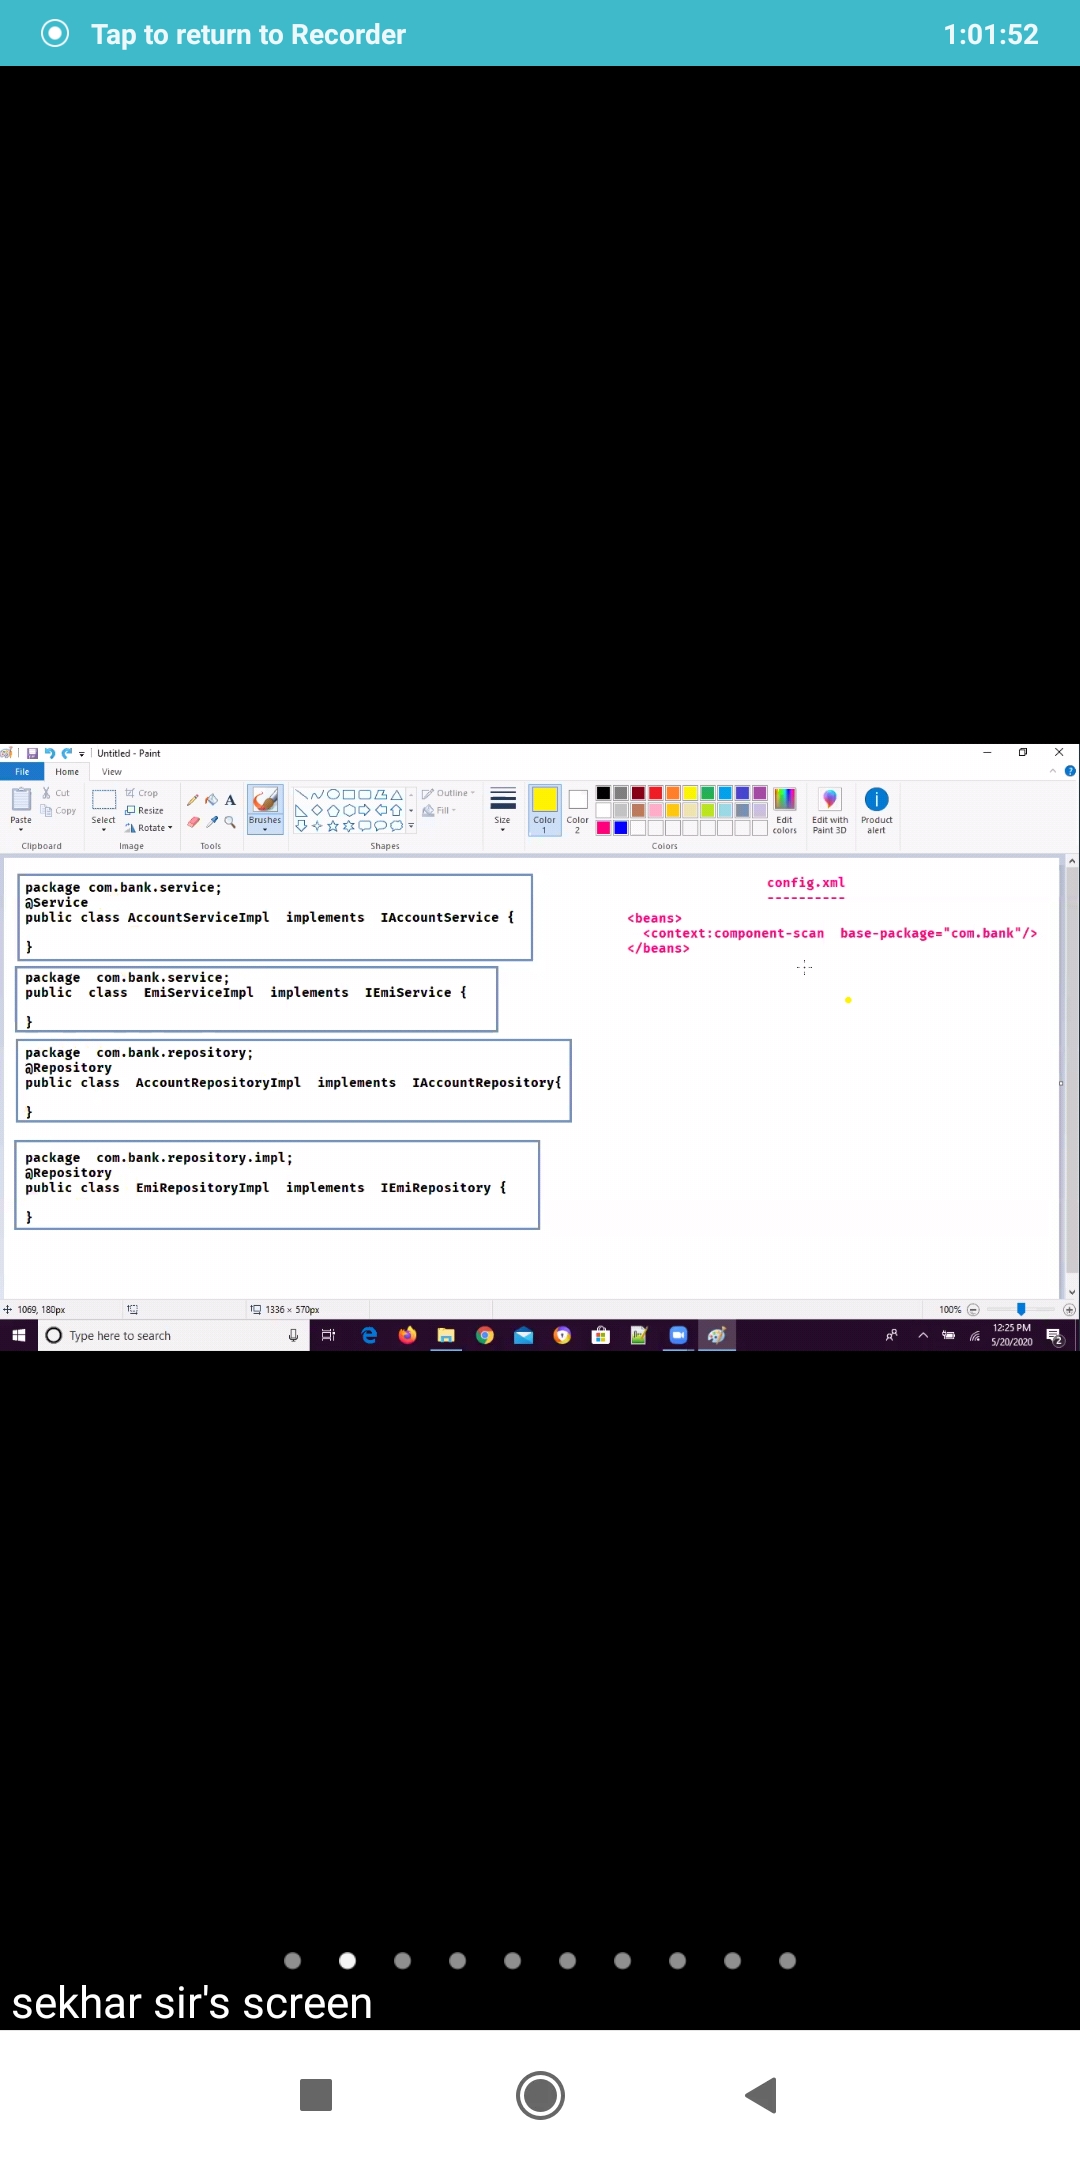 Tap to return to Recorder 1:01:52
Untitled - Paint
File Home View
Paste Cut Copy Clipboard
Select Crop Resize Rotate Image
Tools
Brushes
Outline Fill Shapes
Size
Color 1 Color 2 Edit colors Colors
Edit with Paint 3D
Product alert
package com.bank.service;
@Service
public class AccountServiceImpl implements IAccountService {
}
package com.bank.service;
public class EmiServiceImpl implements IEmiService {
}
package com.bank.repository;
@Repository
public class AccountRepositoryImpl implements IAccountRepository{
}
package com.bank.repository.impl;
@Repository
public class EmiRepositoryImpl implements IEmiRepository {
}
config.xml
----------
<beans>
<context:component-scan base-package="com.bank"/>
</beans>
1069, 180px 1336 × 570px 100%
Type here to search
12:25 PM
5/20/2020
2
sekhar sir's screen